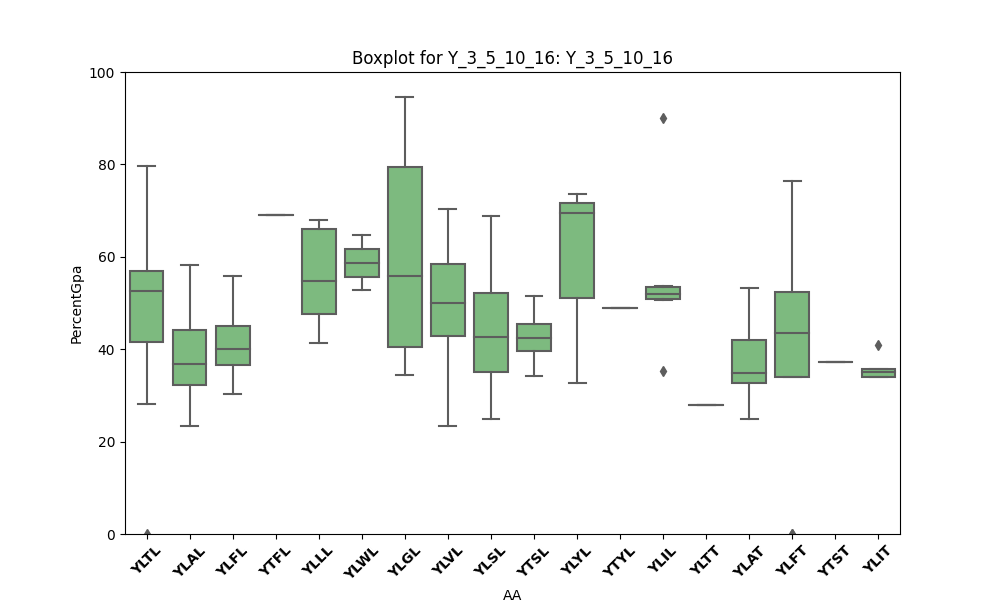 Boxplot for Y_3_5_10_16: Y_3_5_10_16
100
80
60
40
20
0
PercentGpa
YLTL YLAL YLFL YTFL YLLL YLWL YLGL YLVL YLSL YTSL YLYL YTYL YLIL YLTT YLAT YLFT YTST YLIT
AA